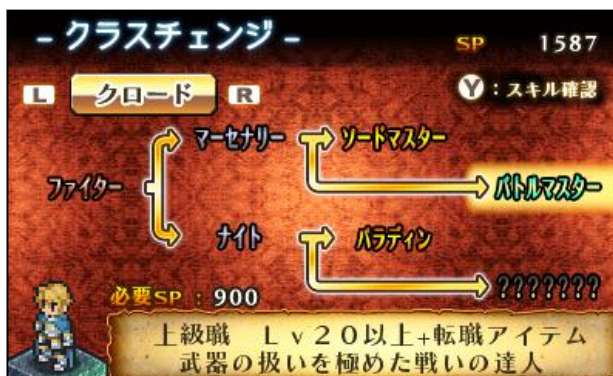 - クラスチェンジ -
SP 1587
L クロード R
Y：スキル確認
マーセナリー ソードマスター
ファイター バトルマスター
ナイト パラディン
???????
必要SP : 900
上級職 Lv20以上+転職アイテム
武器の扱いを極めた戦いの達人